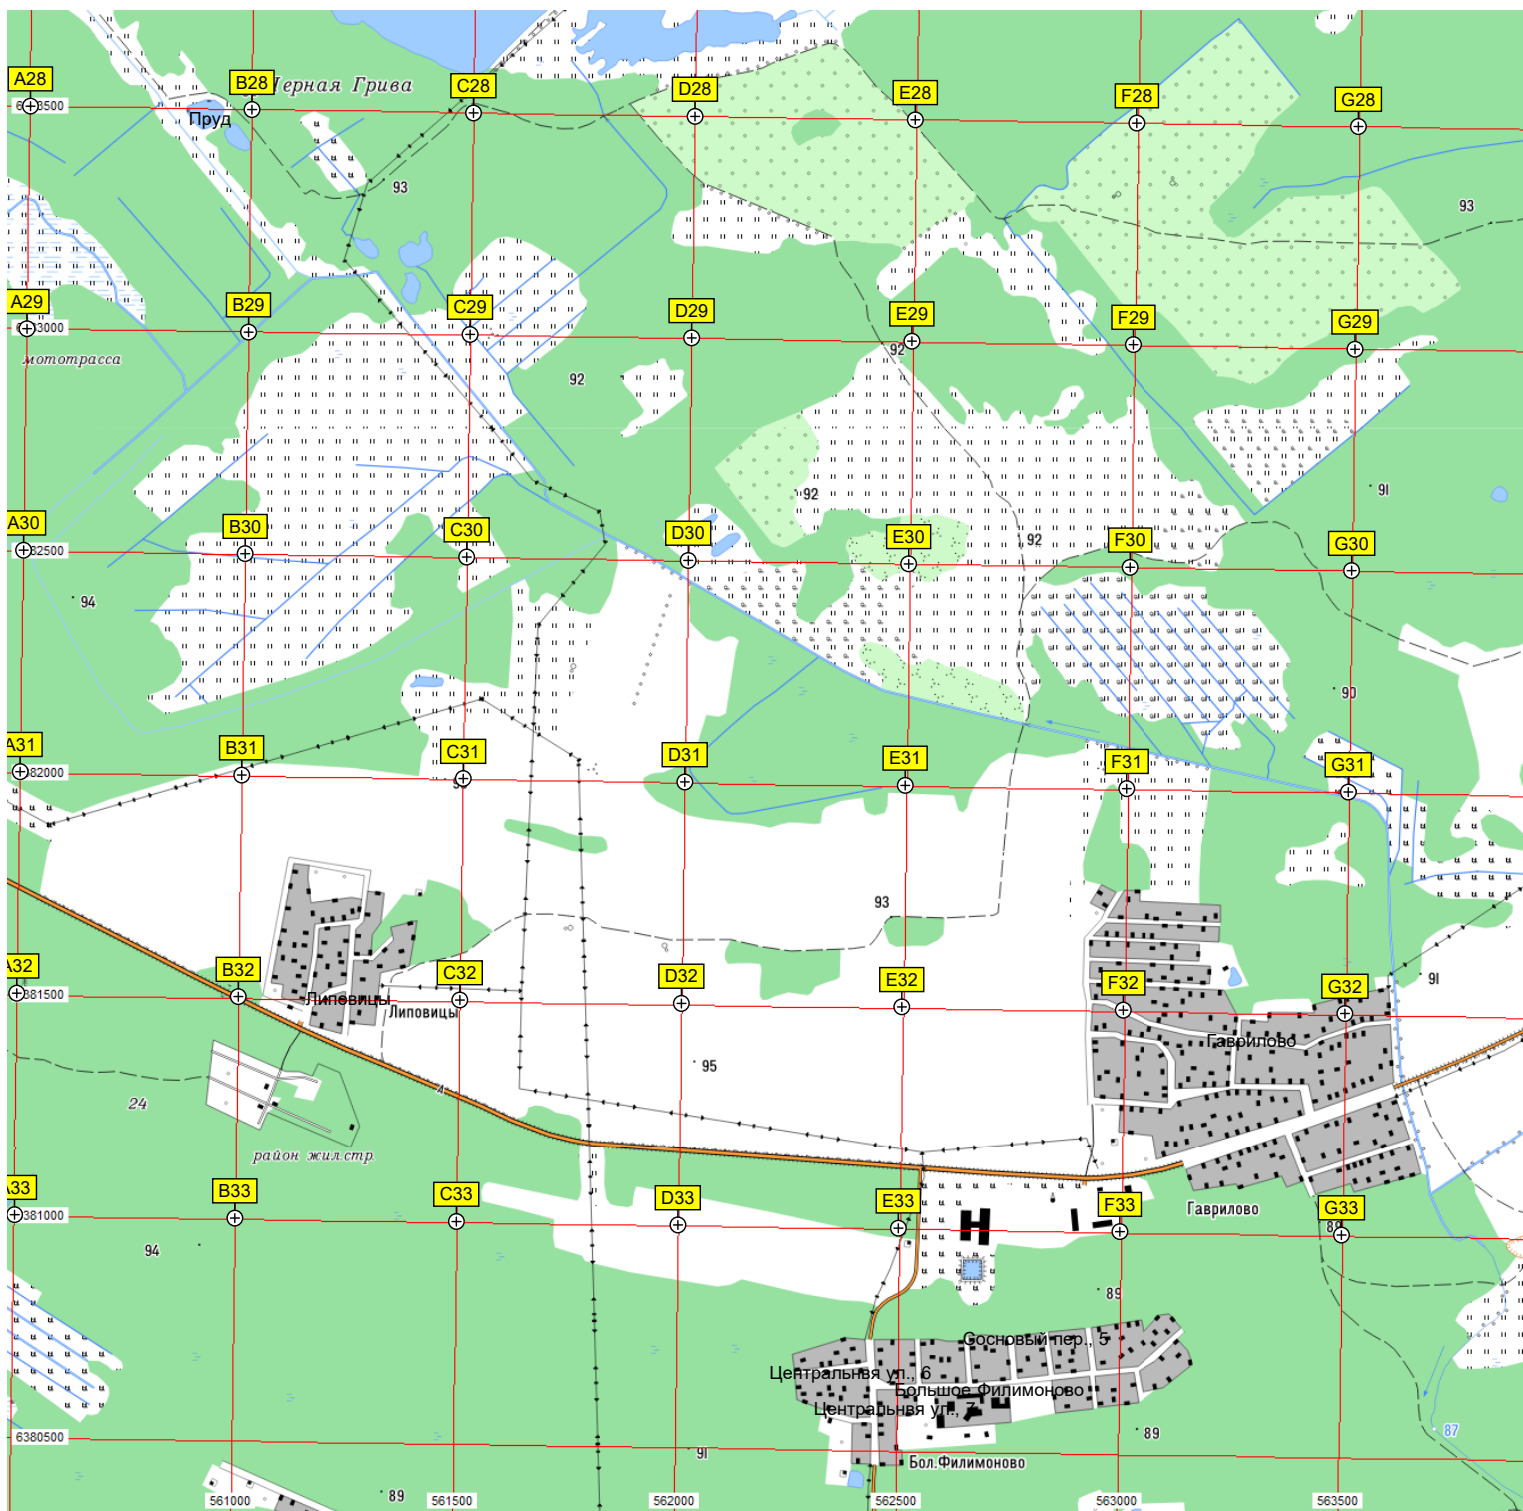 A28
B28
Черная Грива
C28
D28
E28
F28
G28
Пруд
93
93
A29
B29
C29
D29
E29
F29
G29
мототрасса
92
92
92
91
A30
B30
C30
D30
E30
92
F30
G30
94
90
A31
B31
C31
D31
E31
F31
G31
82000
93
A32
B32
C32
D32
E32
F32
G32
91
381500
Липовицы
Липовицы
Гаврилово
95
24
район жил.стр.
A33
B33
C33
D33
E33
F33
G33
381000
Гаврилово
89
94
89
Сосновый пер., 5
Центральная ул., 6
Большое Филимоново
Центральная ул., 7
6380500
89
87
91
Бол.Филимоново
89
561000
561500
562000
562500
563000
563500